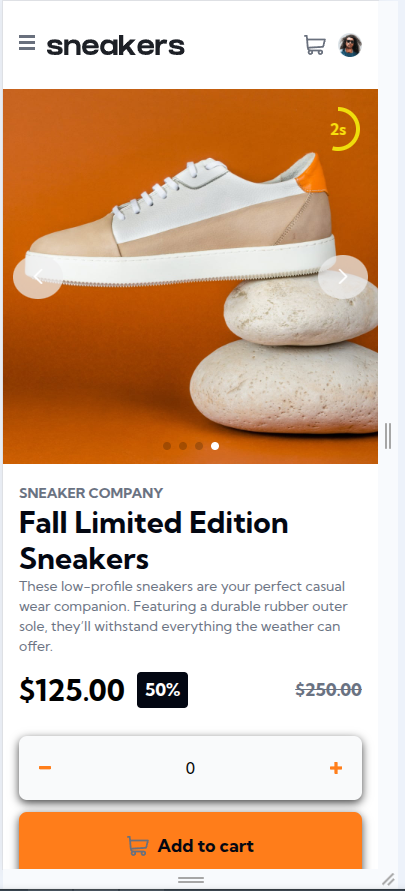 sneakers
2s
SNEAKER COMPANY
Fall Limited Edition
Sneakers
These low-profile sneakers are your perfect casual
wear companion. Featuring a durable rubber outer
sole, they'll withstand everything the weather can
offer.
$125.00 50% $250.00
0
Add to cart